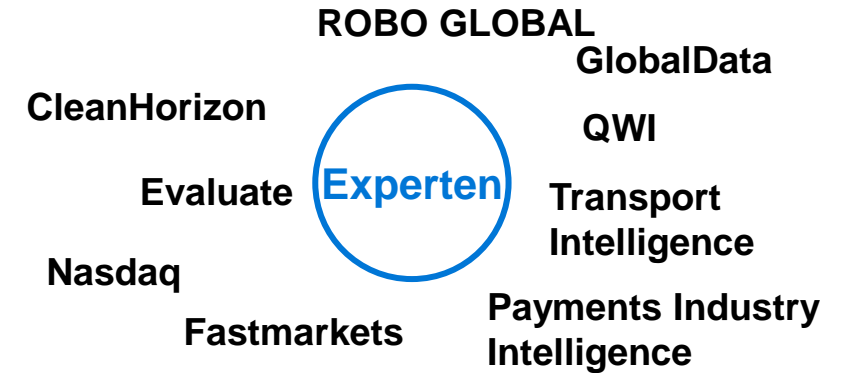 ROBO GLOBAL
GlobalData
CleanHorizon
QWI
Evaluate
Experten
Transport
Intelligence
Nasdaq
Payments Industry
Intelligence
Fastmarkets